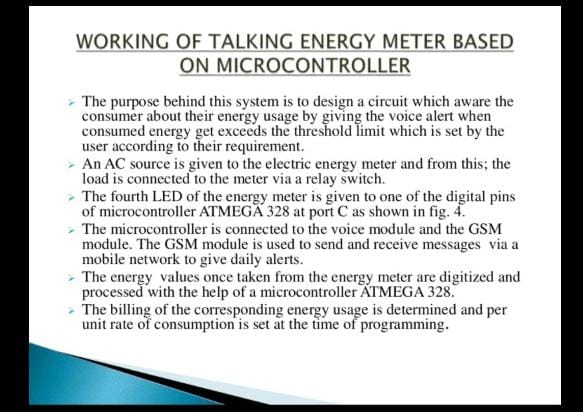 WORKING OF TALKING ENERGY METER BASED
ON MICROCONTROLLER
➢ The purpose behind this system is to design a circuit which aware the
consumer about their energy usage by giving the voice alert when
consumed energy get exceeds the threshold limit which is set by the
user according to their requirement.
➢ An AC source is given to the electric energy meter and from this; the
load is connected to the meter via a relay switch.
➢ The fourth LED of the energy meter is given to one of the digital pins
of microcontroller ATMEGA 328 at port C as shown in fig. 4.
➢ The microcontroller is connected to the voice module and the GSM
module. The GSM module is used to send and receive messages via a
mobile network to give daily alerts.
➢ The energy values once taken from the energy meter are digitized and
processed with the help of a microcontroller ATMEGA 328.
➢ The billing of the corresponding energy usage is determined and per
unit rate of consumption is set at the time of programming.